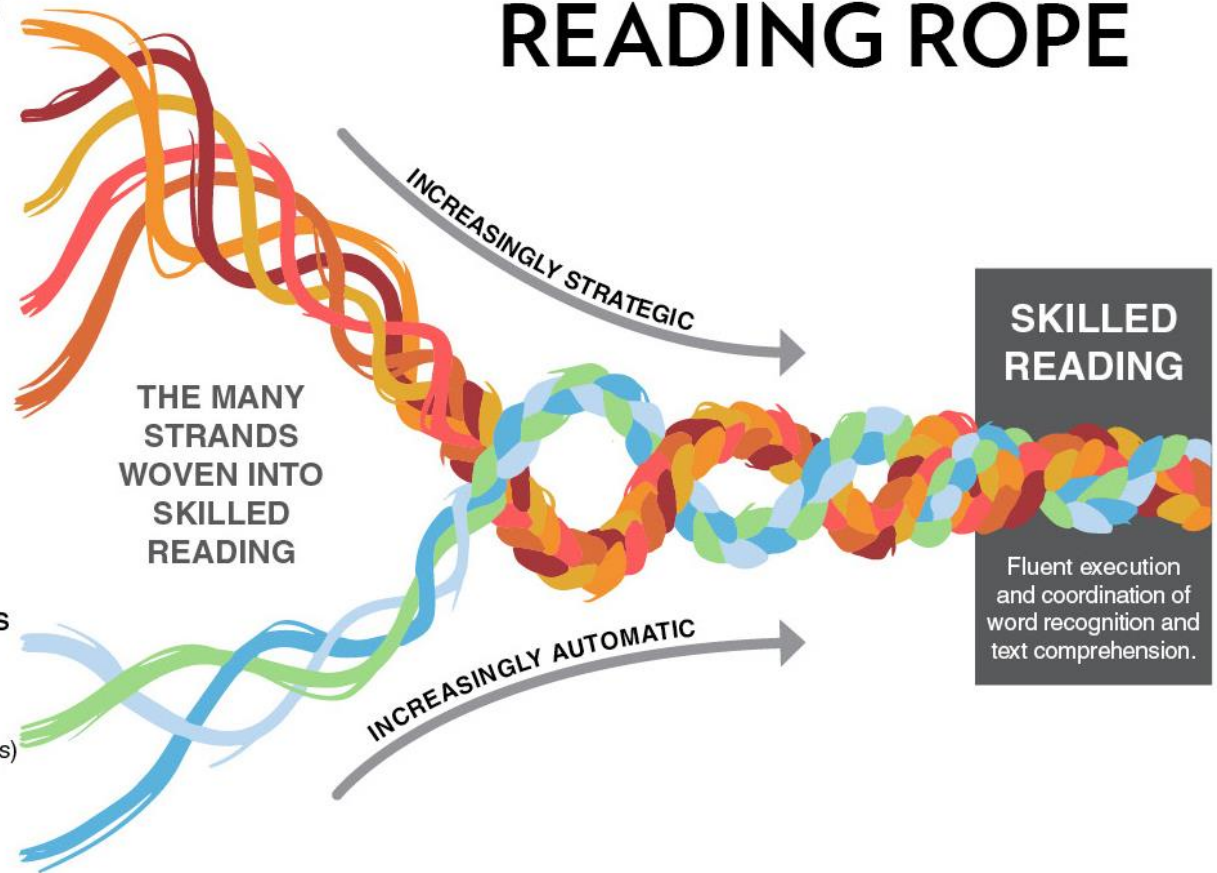 READING ROPE
INCREASINGLY STRATEGIC
SKILLED
READING
THE MANY
STRANDS
WOVEN INTO
SKILLED
READING
Fluent execution
and coordination of
word recognition and
text comprehension.
INCREASINGLY AUTOMATIC
s)